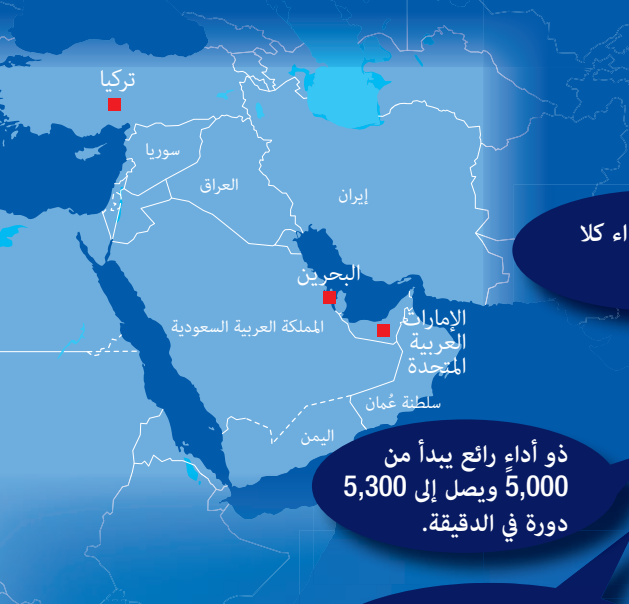 تركيا
سوريا
العراق
إيران
اء كلا
البحرين
الإمارات
العربية
المتحدة
المملكة العربية السعودية
سلطنة عُمان
اليمن
ذو أداءٍ رائع يبدأ من
5,000 ويصل إلى 5,300
دورة في الدقيقة.